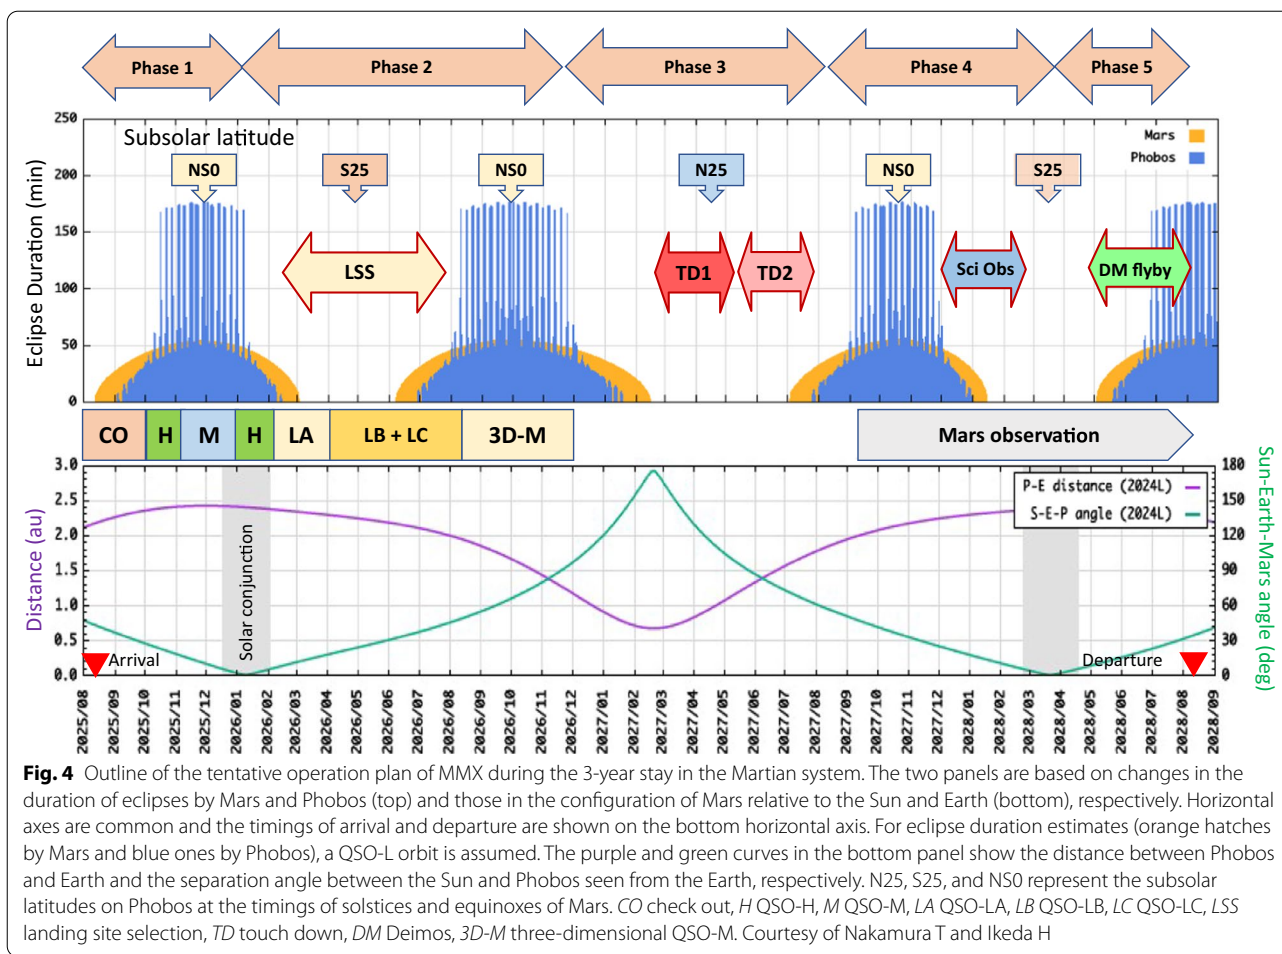 Phase 1 Phase 2 Phase 3 Phase 4 Phase 5
250
200
150
100
50
0
Eclipse Duration (min)
Subsolar latitude
Mars
Phobos
NS0 S25 NS0 N25 NS0 S25
LSS TD1 TD2 Sci Obs DM flyby
CO H M H LA LB + LC 3D-M Mars observation
3.0
2.5
2.0
1.5
1.0
0.5
0.0
Distance (au)
180
150
120
90
60
30
0
Sun-Earth-Mars angle (deg)
P-E distance (2024L)
S-E-P angle (2024L)
Solar conjunction
Arrival
Departure
2025/08 2025/09 2025/10 2025/11 2025/12 2026/01 2026/02 2026/03 2026/04 2026/05 2026/06 2026/07 2026/08 2026/09 2026/10 2026/11 2026/12 2027/01 2027/02 2027/03 2027/04 2027/05 2027/06 2027/07 2027/08 2027/09 2027/10 2027/11 2027/12 2028/01 2028/02 2028/03 2028/04 2028/05 2028/06 2028/07 2028/08 2028/09
Fig. 4 Outline of the tentative operation plan of MMX during the 3-year stay in the Martian system. The two panels are based on changes in the
duration of eclipses by Mars and Phobos (top) and those in the configuration of Mars relative to the Sun and Earth (bottom), respectively. Horizontal
axes are common and the timings of arrival and departure are shown on the bottom horizontal axis. For eclipse duration estimates (orange hatches
by Mars and blue ones by Phobos), a QSO-L orbit is assumed. The purple and green curves in the bottom panel show the distance between Phobos
and Earth and the separation angle between the Sun and Phobos seen from the Earth, respectively. N25, S25, and NS0 represent the subsolar
latitudes on Phobos at the timings of solstices and equinoxes of Mars. CO check out, H QSO-H, M QSO-M, LA QSO-LA, LB QSO-LB, LC QSO-LC, LSS
landing site selection, TD touch down, DM Deimos, 3D-M three-dimensional QSO-M. Courtesy of Nakamura T and Ikeda H